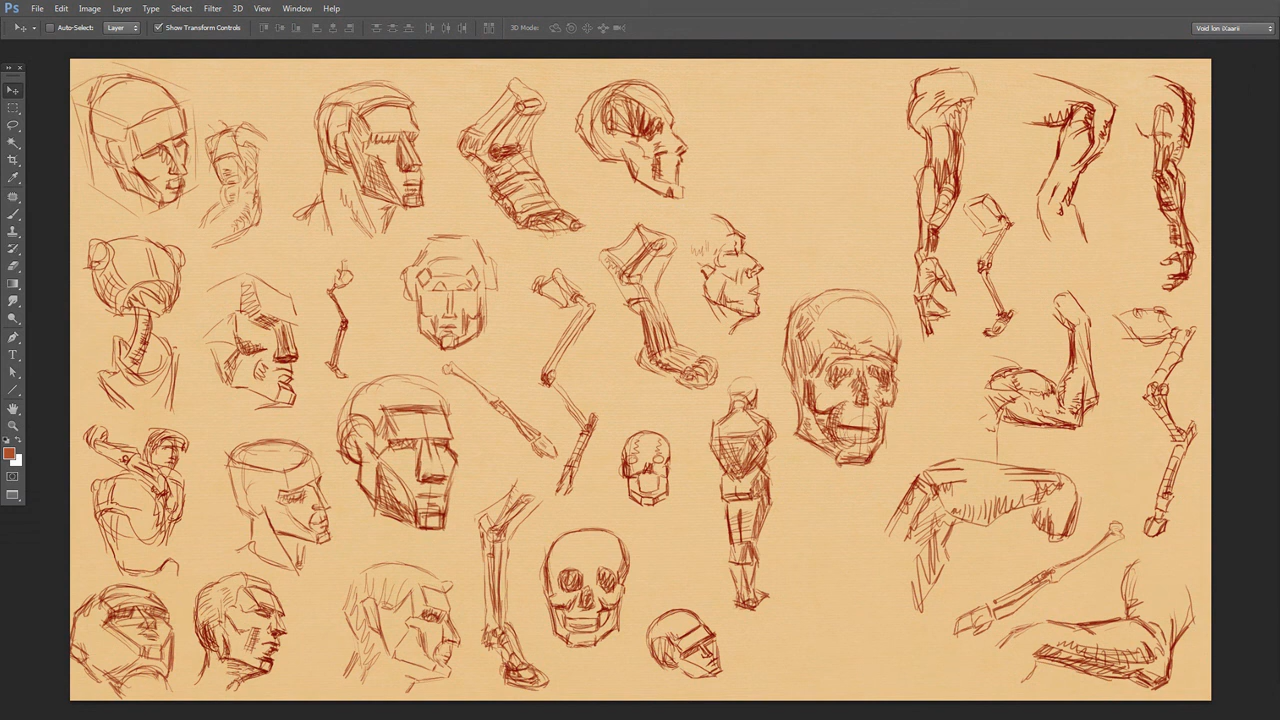 Ps File Edit Image Layer Type Select Filter 3D View Window Help
Auto-Select: Layer Show Transform Controls 3D Mode: